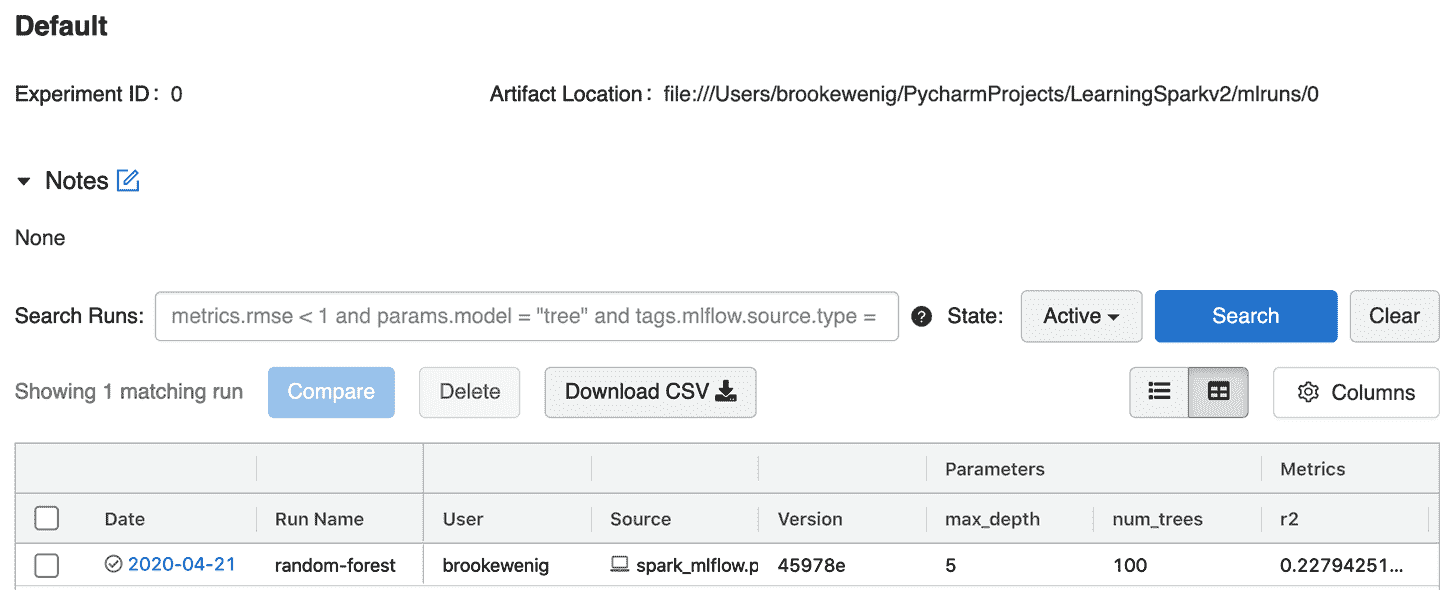 Default
Experiment ID: 0 Artifact Location: file:///Users/brookewenig/PycharmProjects/LearningSparkv2/mlruns/0
Notes
None
Search Runs: metrics.rmse < 1 and params.model = "tree" and tags.mlflow.source.type = ? State: Active Search Clear
Showing 1 matching run Compare Delete Download CSV Columns
Parameters Metrics
Date Run Name User Source Version max_depth num_trees r2
2020-04-21 random-forest brookewenig spark_mlflow.p 45978e 5 100 0.22794251...